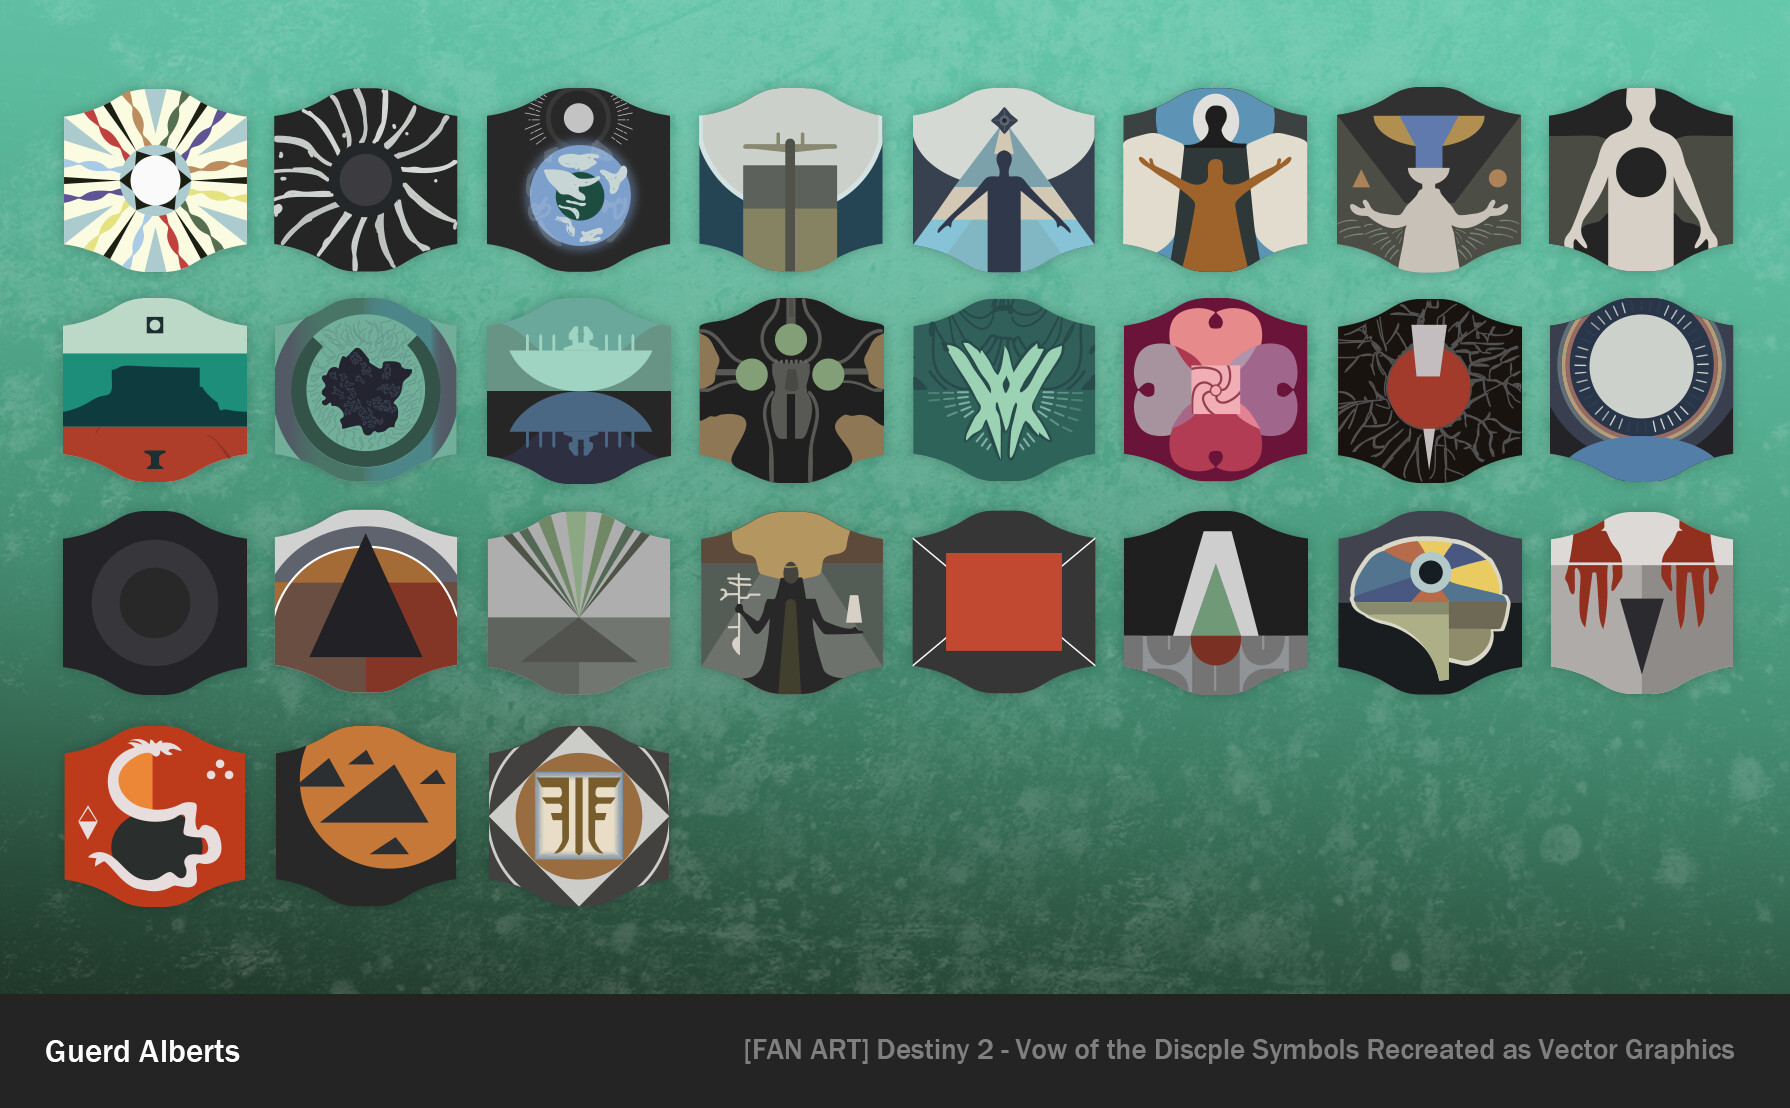 Guerd Alberts
[FAN ART] Destiny 2 - Vow of the Discple Symbols Recreated as Vector Graphics